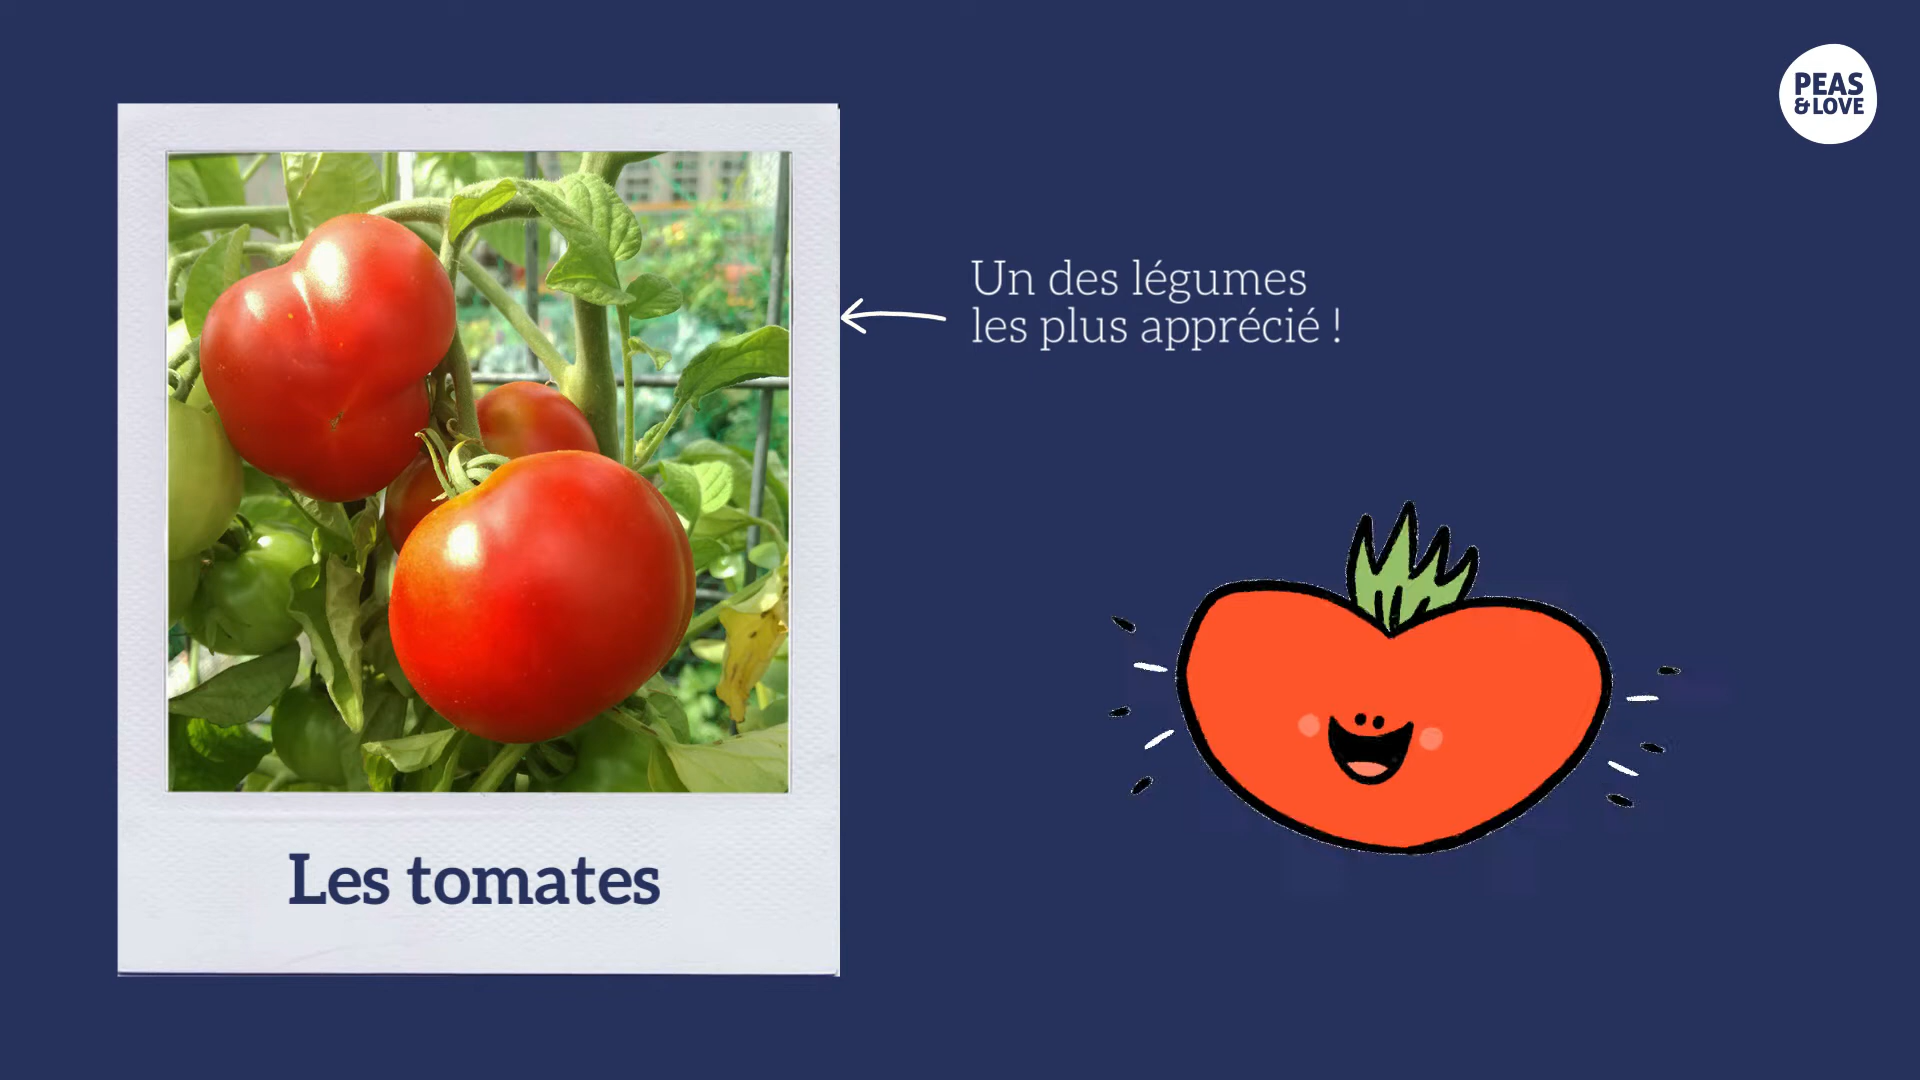 PEAS
&LOVE
Un des légumes
les plus apprécié !
Les tomates